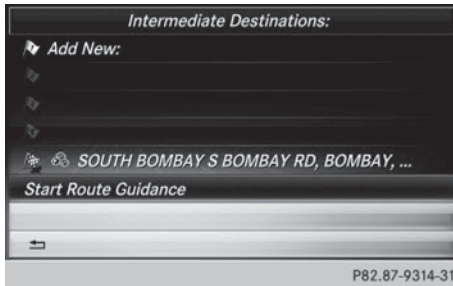 Intermediate Destinations:
Add New:
SOUTH BOMBAY S BOMBAY RD, BOMBAY, ...
Start Route Guidance
P82.87-9314-31